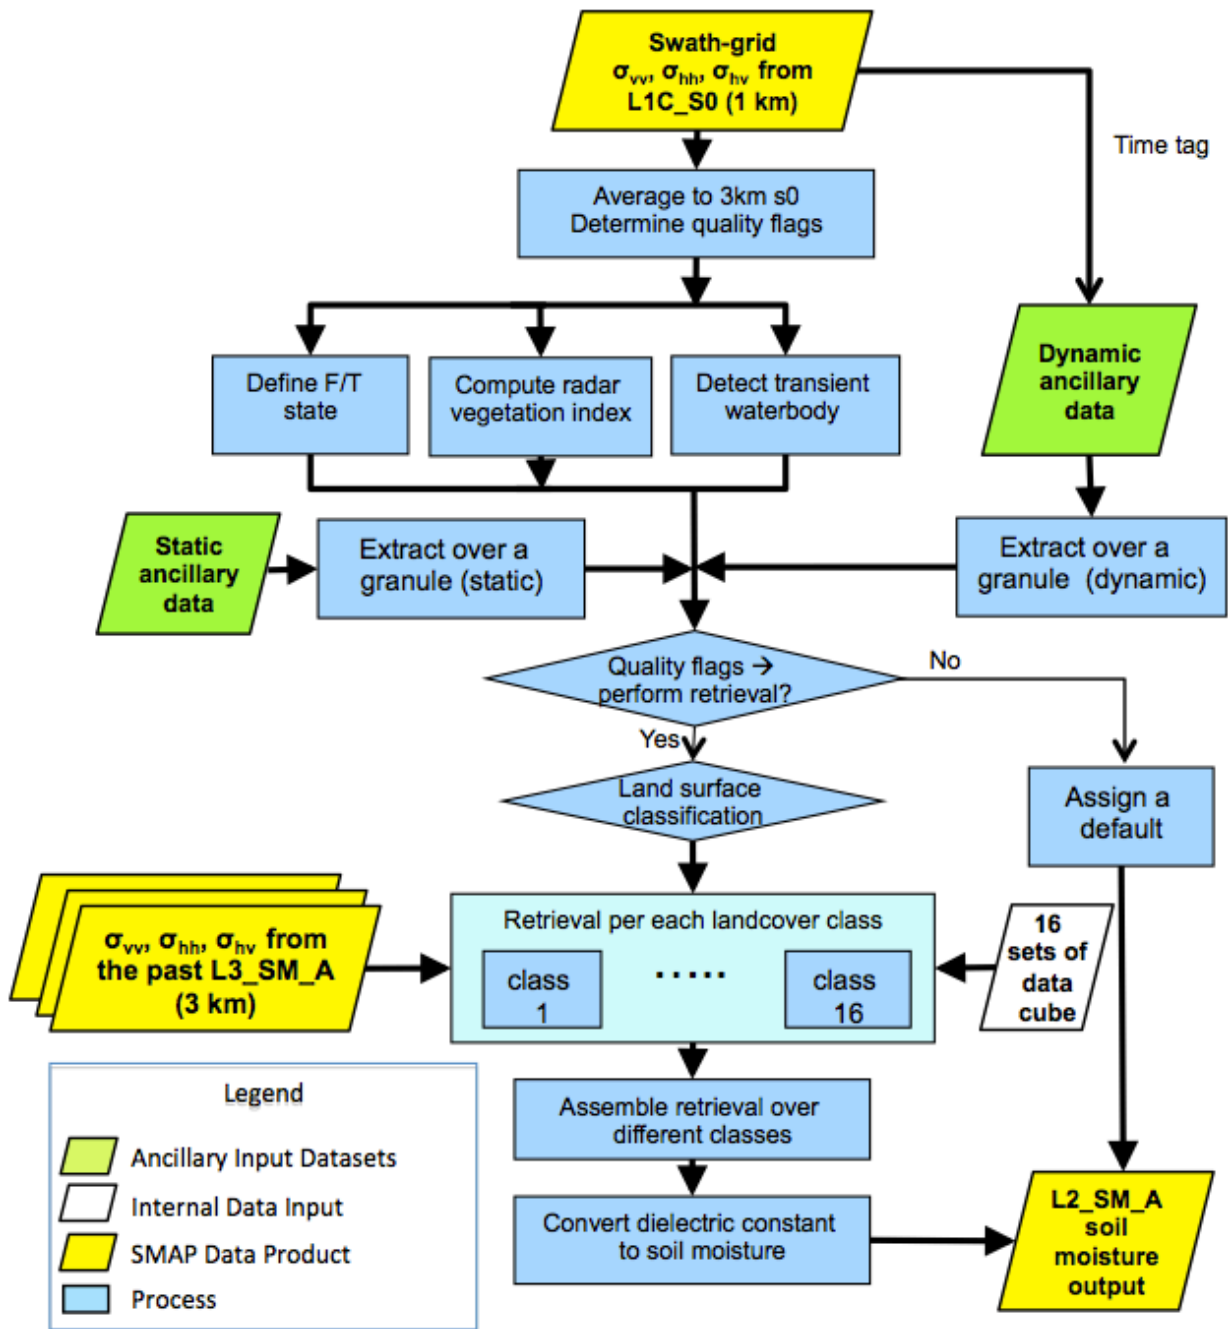 Swath-grid
σvv, σhh, σhv from
L1C_S0 (1 km)
Time tag
Average to 3km s0
Determine quality flags
Define F/T
state
Compute radar
vegetation index
Detect transient
waterbody
Dynamic
ancillary
data
Static
ancillary
data
Extract over a
granule (static)
Extract over a
granule (dynamic)
Quality flags →
perform retrieval?
No
Yes
Land surface
classification
Assign a
default
Retrieval per each landcover class
class
1
.....
class
16
σvv, σhh, σhv from
the past L3_SM_A
(3 km)
16
sets of
data
cube
Assemble retrieval over
different classes
Convert dielectric constant
to soil moisture
L2_SM_A
soil
moisture
output
Legend
Ancillary Input Datasets
Internal Data Input
SMAP Data Product
Process